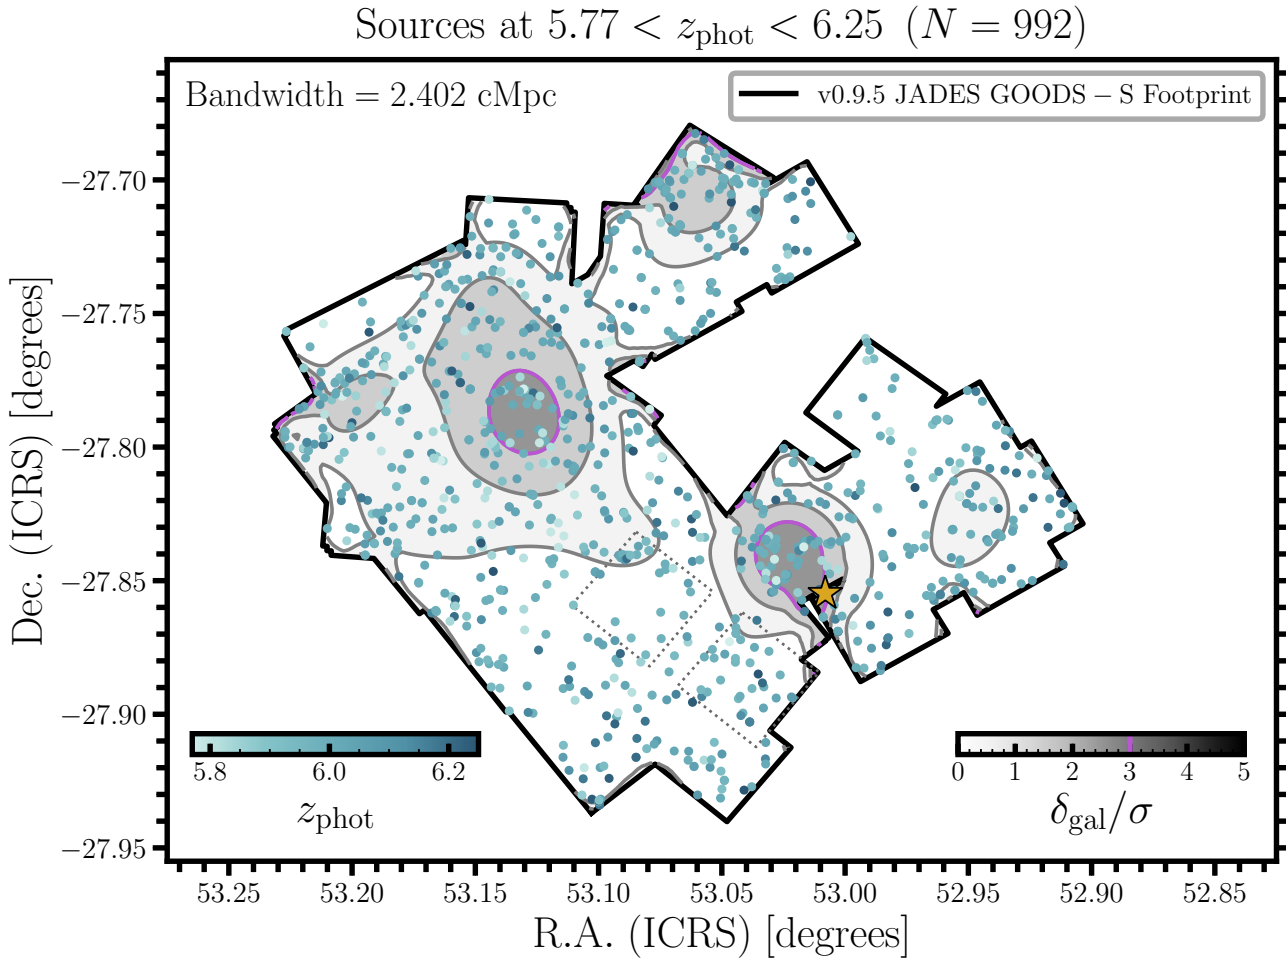 Sources at 5.77 < z_phot < 6.25 (N = 992)
Bandwidth = 2.402 cMpc
v0.9.5 JADES GOODS − S Footprint
−27.70
−27.75
−27.80
−27.85
−27.90
−27.95
Dec. (ICRS) [degrees]
5.8 6.0 6.2
z_phot
0 1 2 3 4 5
δ_gal/σ
53.25 53.20 53.15 53.10 53.05 53.00 52.95 52.90 52.85
R.A. (ICRS) [degrees]